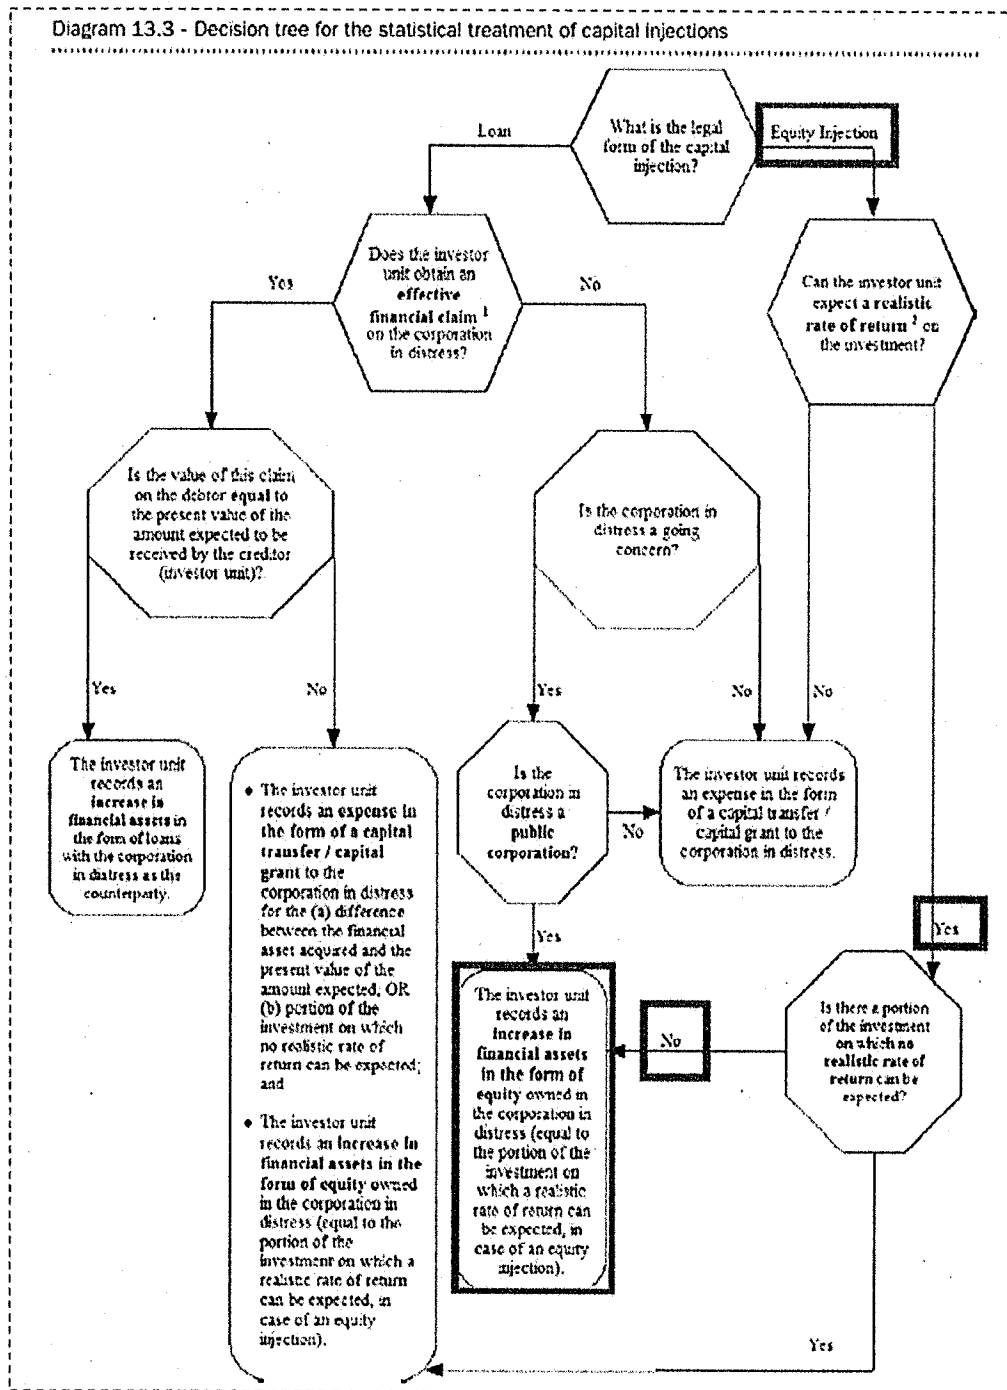 Diagram 13.3 - Decision tree for the statistical treatment of capital injections
What is the legal
form of the capital
injection?
Loan
Equity Injection
Does the investor
unit obtain an
effective
financial claim 1
on the corporation
in distress?
Yes
No
Can the investor unit
expect a realistic
rate of return 2 on
the investment?
Is the value of this claim
on the debtor equal to
the present value of the
amount expected to be
received by the creditor
(investor unit)?
Is the corporation in
distress a going
concern?
Yes
No
Yes
No
No
The investor unit
records an
increase in
financial assets in
the form of loans
with the corporation
in distress as the
counterparty.
• The investor unit
records an expense in
the form of a capital
transfer / capital
grant to the
corporation in distress
for the (a) difference
between the financial
asset acquired and the
present value of the
amount expected; OR
(b) portion of the
investment on which
no realistic rate of
return can be expected;
and
• The investor unit
records an increase in
financial assets in the
form of equity owned
in the corporation in
distress (equal to the
portion of the
investment on which a
realistic rate of return
can be expected, in
case of an equity
injection).
Is the
corporation in
distress a
public
corporation?
No
The investor unit records
an expense in the form
of a capital transfer /
capital grant to the
corporation in distress.
Yes
Yes
The investor unit
records an
increase in
financial assets
in the form of
equity owned in
the corporation in
distress (equal to
the portion of the
investment on
which a realistic
rate of return can
be expected, in
case of an equity
injection).
No
Is there a portion
of the investment
on which no
realistic rate of
return can be
expected?
Yes